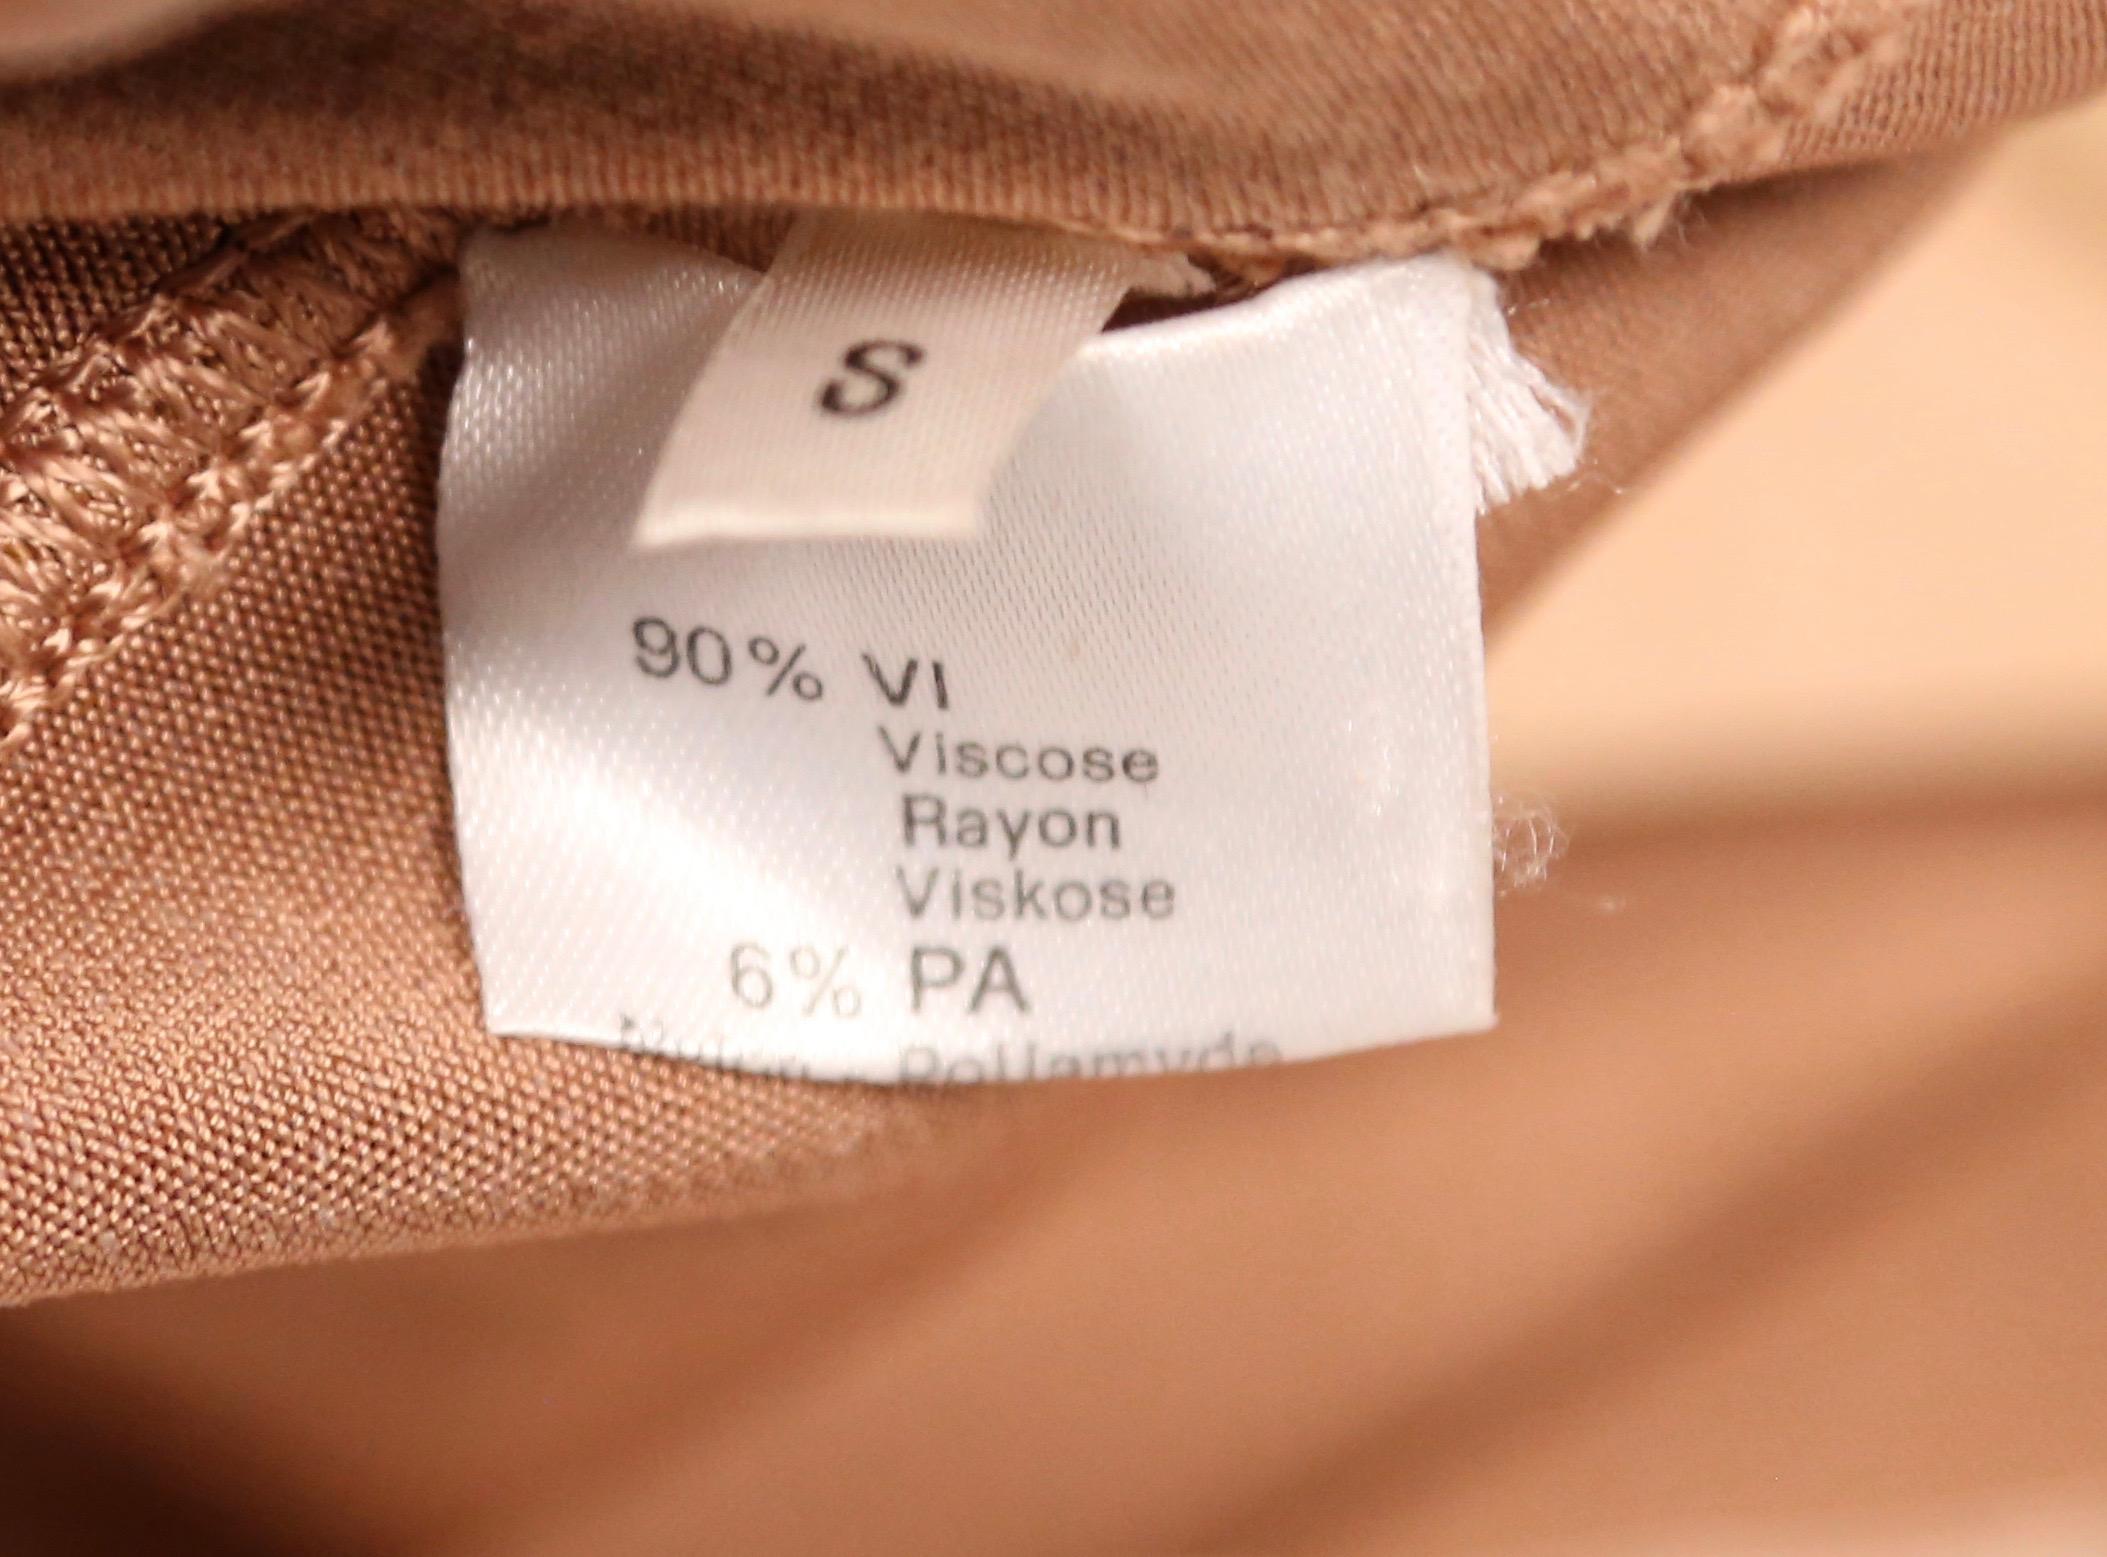 S
90% VI
Viscose
Rayon
Viskose
6% PA